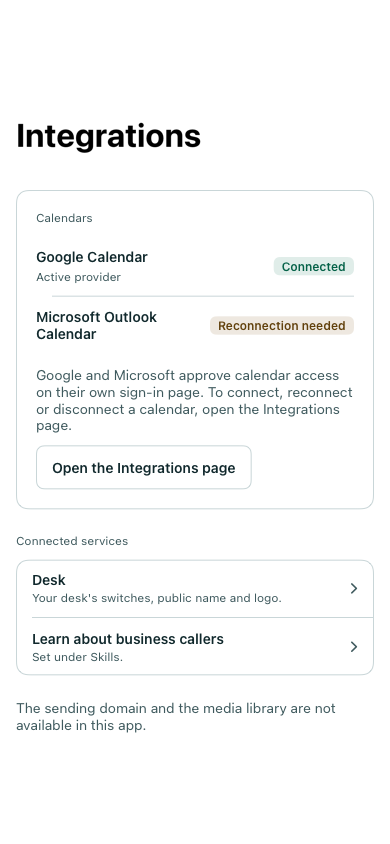 Integrations
Calendars
Google Calendar
Active provider
Connected
Microsoft Outlook
Calendar
Reconnection needed
Google and Microsoft approve calendar access
on their own sign-in page. To connect, reconnect
or disconnect a calendar, open the Integrations
page.
Open the Integrations page
Connected services
Desk
Your desk's switches, public name and logo.
Learn about business callers
Set under Skills.
The sending domain and the media library are not
available in this app.